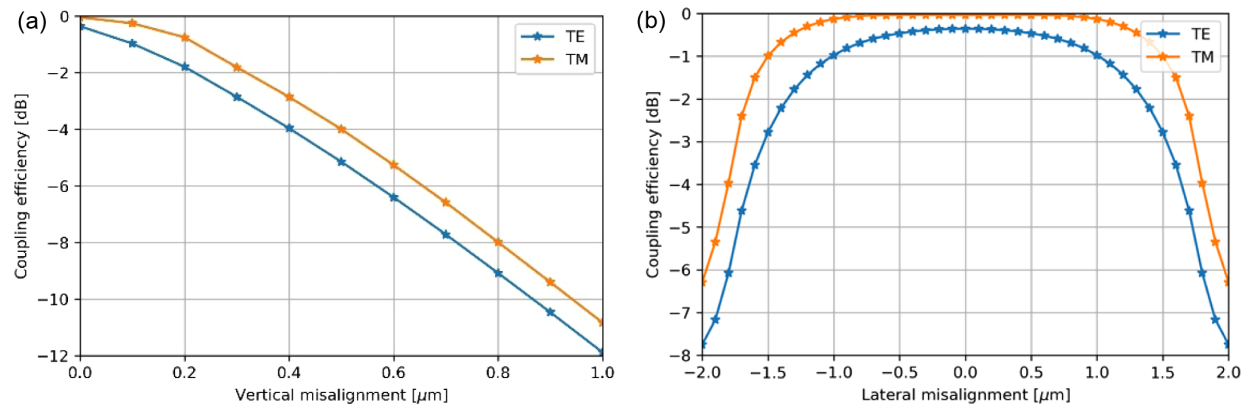 (a)
0
−2
−4
−6
−8
−10
−12
Coupling efficiency [dB]
TE
TM
0.0 0.2 0.4 0.6 0.8 1.0
Vertical misalignment [μm]
(b)
0
−1
−2
−3
−4
−5
−6
−7
−8
Coupling efficiency [dB]
TE
TM
−2.0 −1.5 −1.0 −0.5 0.0 0.5 1.0 1.5 2.0
Lateral misalignment [μm]